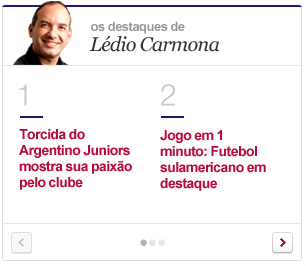 os destaques de
Lédio Carmona
1
Torcida do
Argentino Juniors
mostra sua paixão
pelo clube
2
Jogo em 1
minuto: Futebol
sulamericano em
destaque